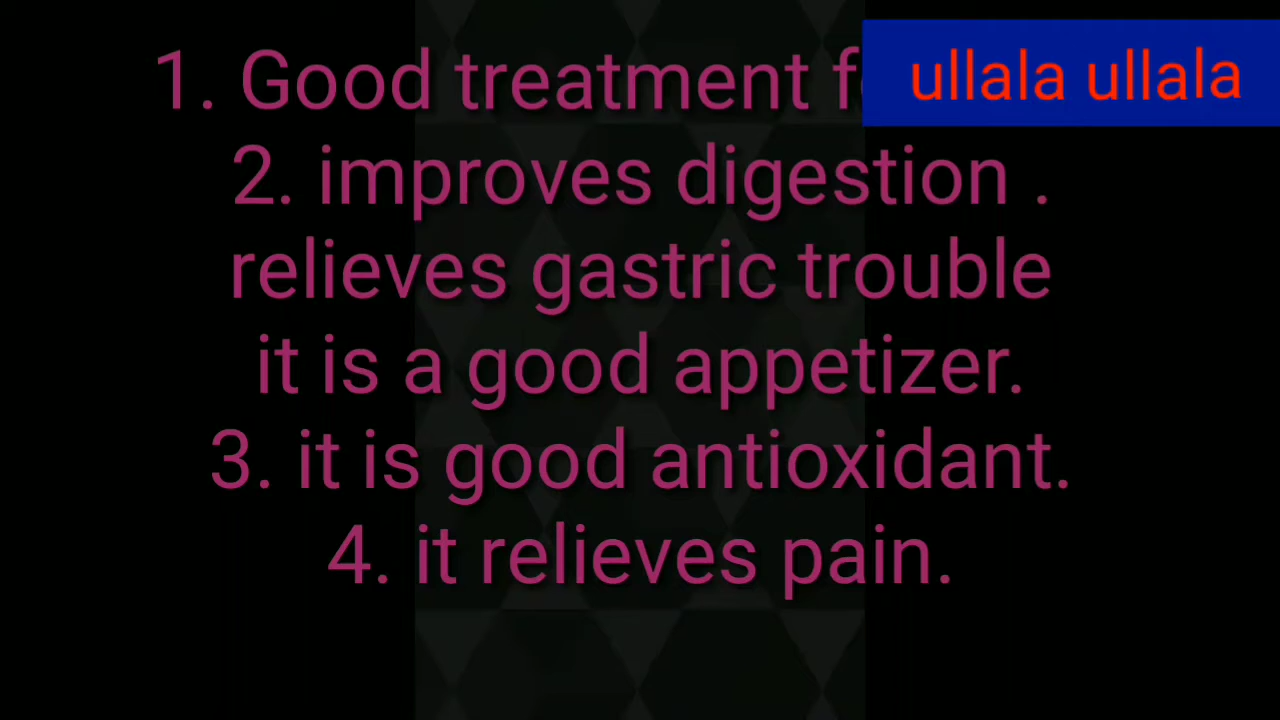 1. Good treatment
ullala ullala
2. improves digestion .
relieves gastric trouble
it is a good appetizer.
3. it is good antioxidant.
4. it relieves pain.